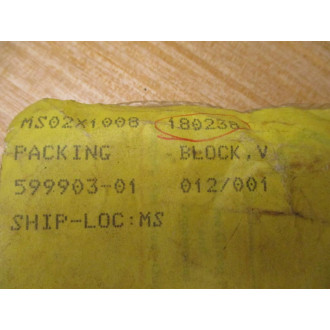 MS02X1008- 180238
PACKING BLOCK,V
599903-01 012/001
SHIP-LOC:MS